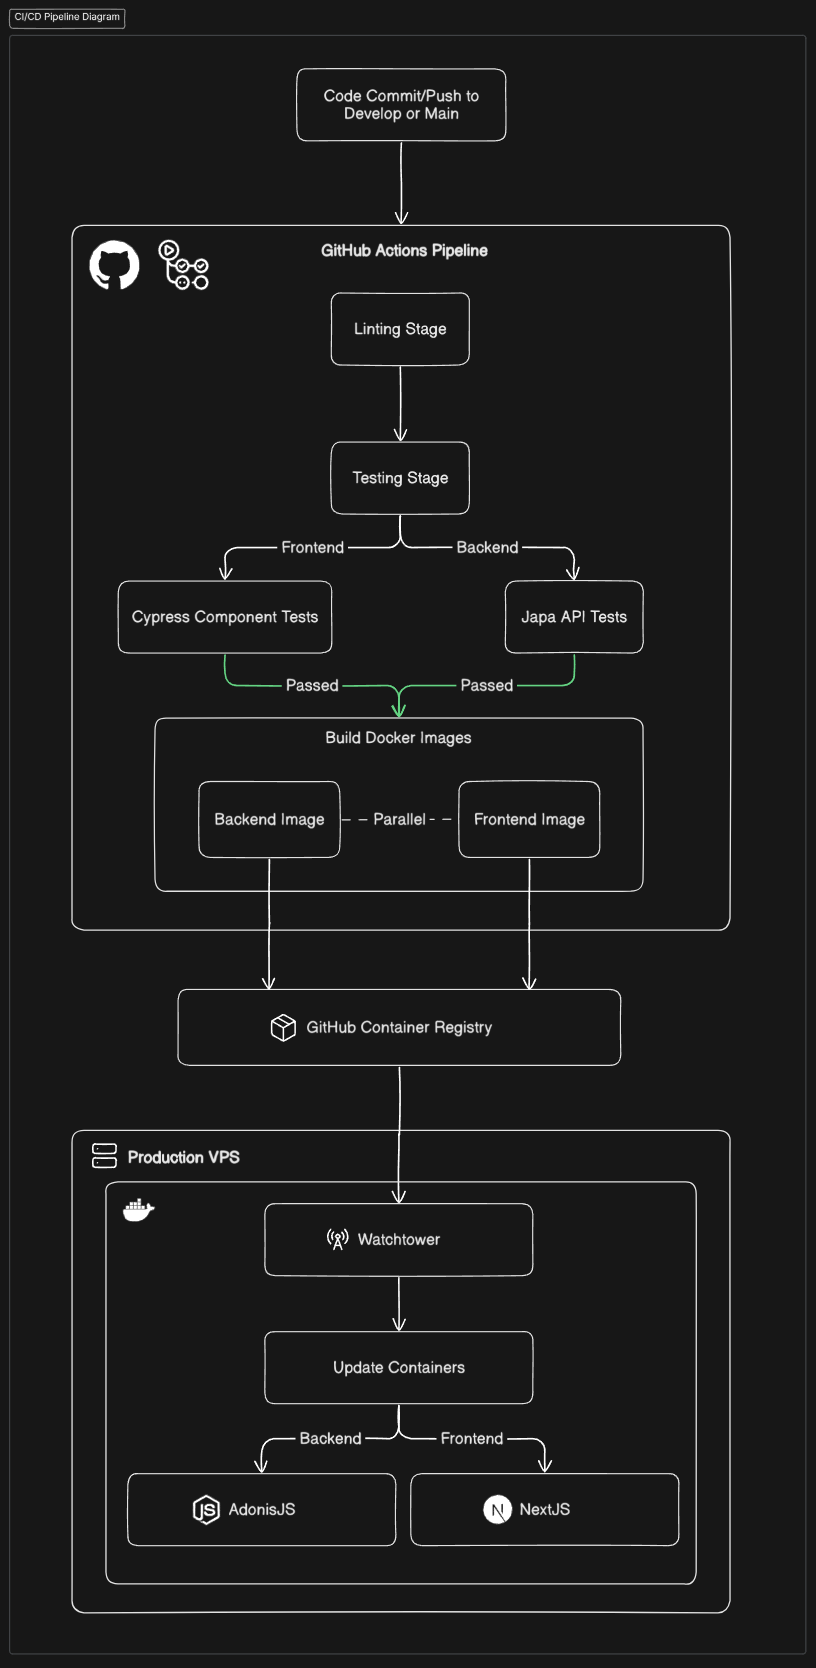 CI/CD Pipeline Diagram
Code Commit/Push to
Develop or Main
GitHub Actions Pipeline
Linting Stage
Testing Stage
Frontend
Backend
Cypress Component Tests
Japa API Tests
Passed
Passed
Build Docker Images
Backend Image
Parallel
Frontend Image
GitHub Container Registry
Production VPS
Watchtower
Update Containers
Backend
Frontend
JS
AdonisJS
N
NextJS